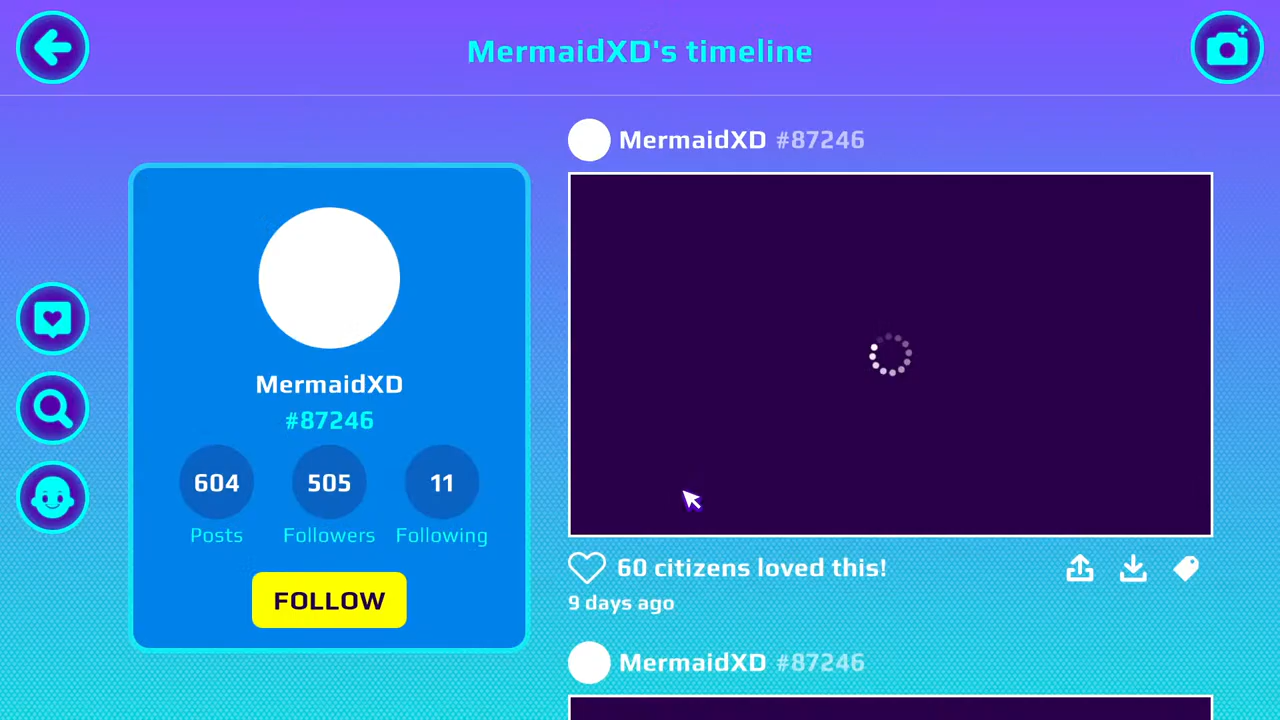 MermaidXD's timeline
MermaidXD
#87246
604
505
11
Posts
Followers
Following
FOLLOW
MermaidXD #87246
60 citizens loved this!
9 days ago
MermaidXD #87246